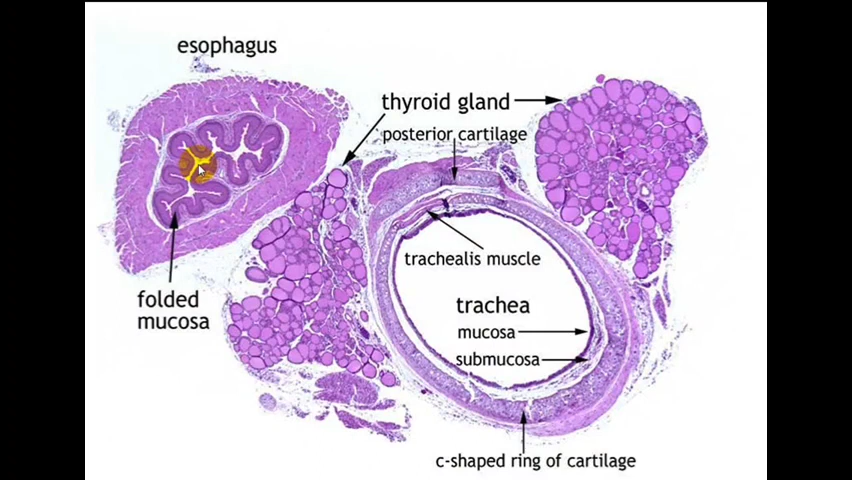 esophagus
thyroid gland
posterior cartilage
trachealis muscle
folded
mucosa
trachea
mucosa
submucosa
c-shaped ring of cartilage